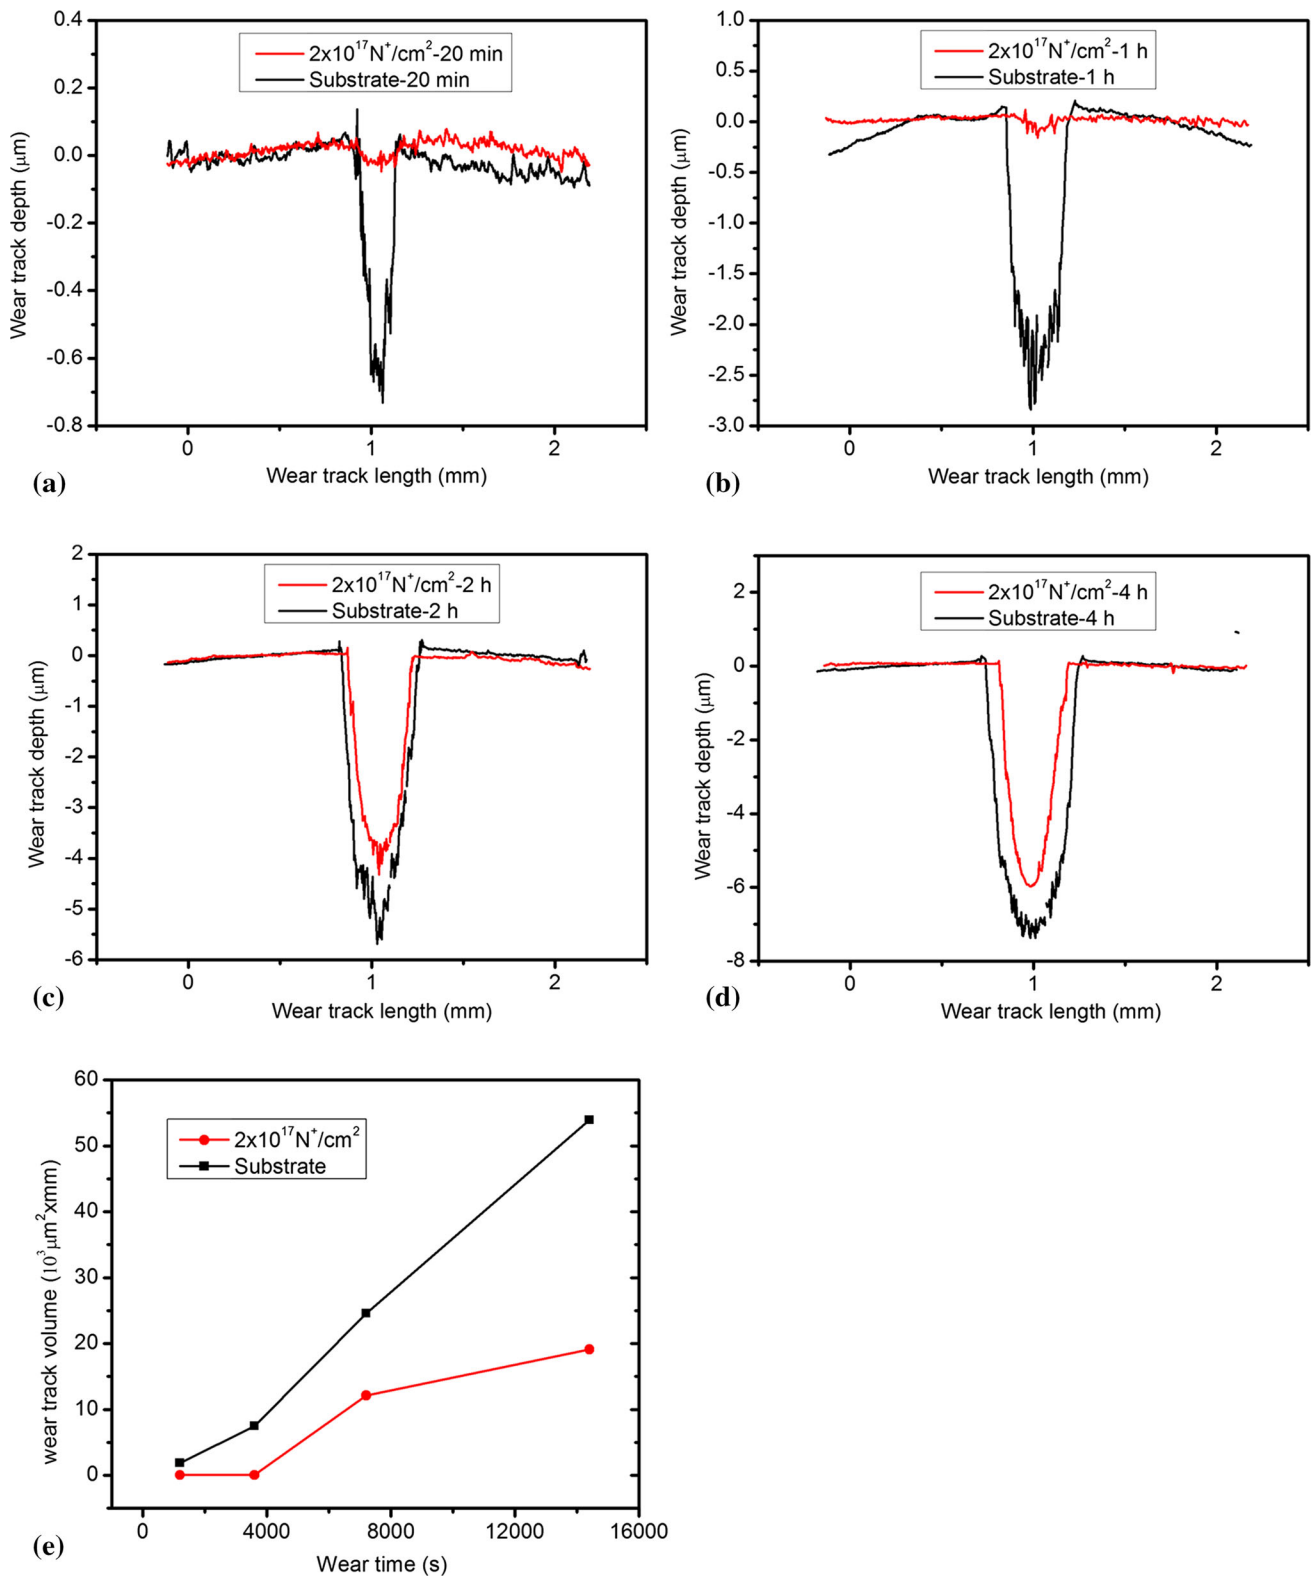 0.4
0.2
0.0
-0.2
-0.4
-0.6
-0.8
Wear track depth (μm)
2x10¹⁷N⁺/cm²-20 min
Substrate-20 min
0 1 2
Wear track length (mm)
(a)
1.0
0.5
0.0
-0.5
-1.0
-1.5
-2.0
-2.5
-3.0
Wear track depth (μm)
2x10¹⁷N⁺/cm²-1 h
Substrate-1 h
0 1 2
Wear track length (mm)
(b)
2
1
0
-1
-2
-3
-4
-5
-6
Wear track depth (μm)
2x10¹⁷N⁺/cm²-2 h
Substrate-2 h
0 1 2
Wear track length (mm)
(c)
2
0
-2
-4
-6
-8
Wear track depth (μm)
2x10¹⁷N⁺/cm²-4 h
Substrate-4 h
0 1 2
Wear track length (mm)
(d)
60
50
40
30
20
10
0
wear track volume (10³μm²xmm)
2x10¹⁷N⁺/cm²
Substrate
0 4000 8000 12000 16000
Wear time (s)
(e)